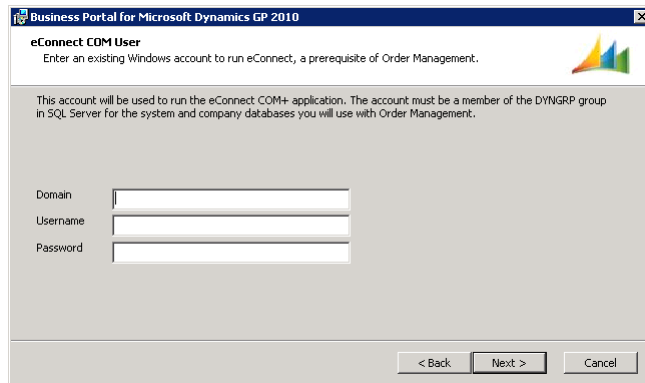 Business Portal for Microsoft Dynamics GP 2010
eConnect COM User
Enter an existing Windows account to run eConnect, a prerequisite of Order Management.
This account will be used to run the eConnect COM+ application. The account must be a member of the DYNGRP group
in SQL Server for the system and company databases you will use with Order Management.
Domain
Username
Password
< Back
Next >
Cancel